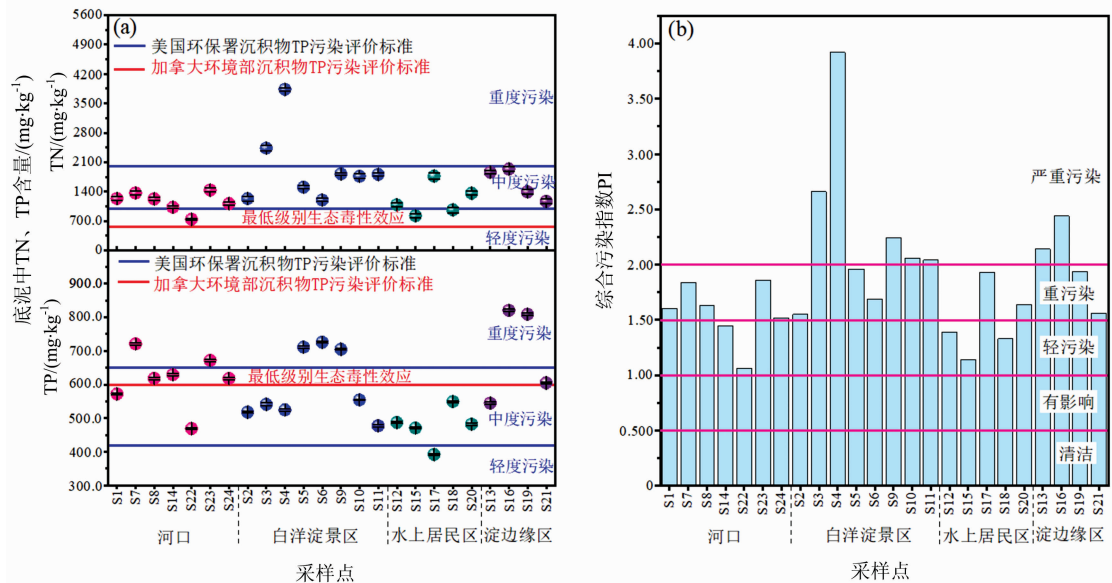 (a)
底泥中TN、TP含量/(mg·kg⁻¹)
TN/(mg·kg⁻¹)
5600
4900
4200
3500
2800
2100
1400
700.0
0
美国环保署沉积物TP污染评价标准
加拿大环境部沉积物TP污染评价标准
重度污染
中度污染
最低级别生态毒性效应
轻度污染
TP/(mg·kg⁻¹)
900.0
800.0
700.0
600.0
500.0
400.0
300.0
美国环保署沉积物TP污染评价标准
加拿大环境部沉积物TP污染评价标准
重度污染
最低级别生态毒性效应
中度污染
轻度污染
S1 S7 S8 S14 S22 S23 S24 S2 S3 S4 S5 S6 S9 S10 S11 S12 S15 S17 S18 S20 S13 S16 S19 S21
河口 白洋淀景区 水上居民区 淀边缘区
采样点
(b)
综合污染指数PI
4.00
3.50
3.00
2.50
2.00
1.50
1.00
0.500
0
严重污染
重污染
轻污染
有影响
清洁
S1 S7 S8 S14 S22 S23 S24 S2 S3 S4 S5 S6 S9 S10 S11 S12 S15 S17 S18 S20 S13 S16 S19 S21
河口 白洋淀景区 水上居民区 淀边缘区
采样点